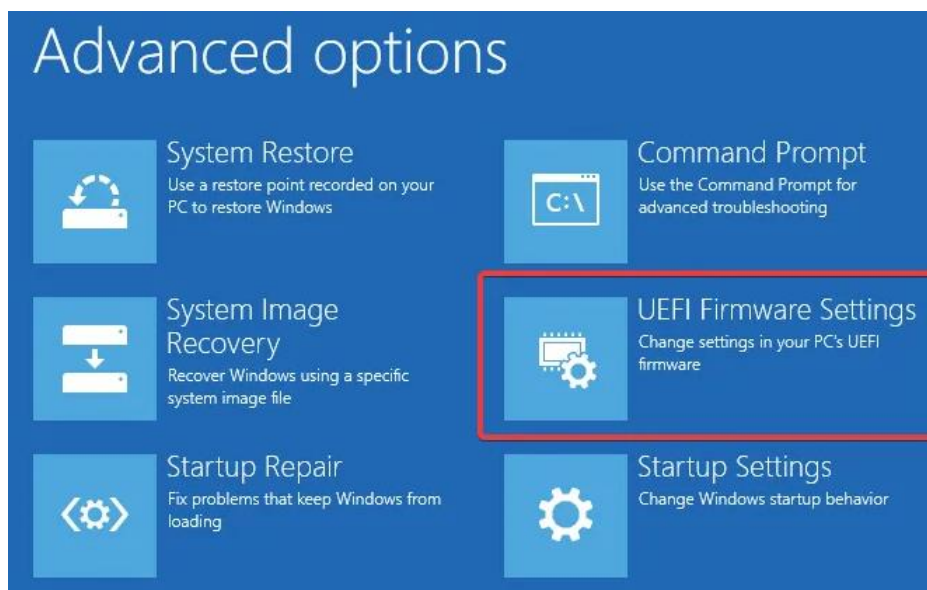 Advanced options
System Restore
Use a restore point recorded on your
PC to restore Windows
Command Prompt
Use the Command Prompt for
advanced troubleshooting
C:\
System Image
Recovery
Recover Windows using a specific
system image file
UEFI Firmware Settings
Change settings in your PC's UEFI
firmware
Startup Repair
Fix problems that keep Windows from
loading
Startup Settings
Change Windows startup behavior